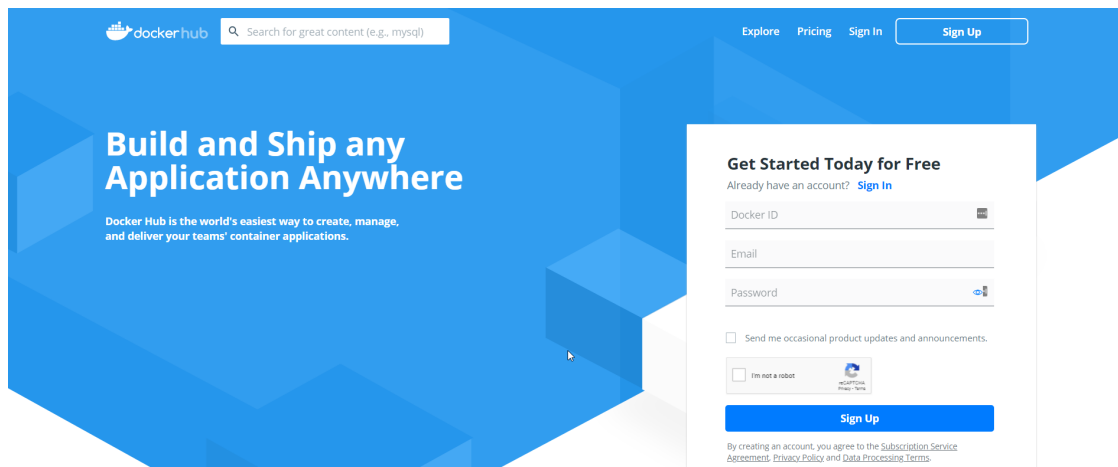 dockerhub
Search for great content (e.g., mysql)
Explore
Pricing
Sign In
Sign Up
Build and Ship any
Application Anywhere
Docker Hub is the world's easiest way to create, manage,
and deliver your teams' container applications.
Get Started Today for Free
Already have an account? Sign In
Docker ID
Email
Password
Send me occasional product updates and announcements.
I'm not a robot
reCAPTCHA
Privacy - Terms
Sign Up
By creating an account, you agree to the Subscription Service
Agreement, Privacy Policy and Data Processing Terms.